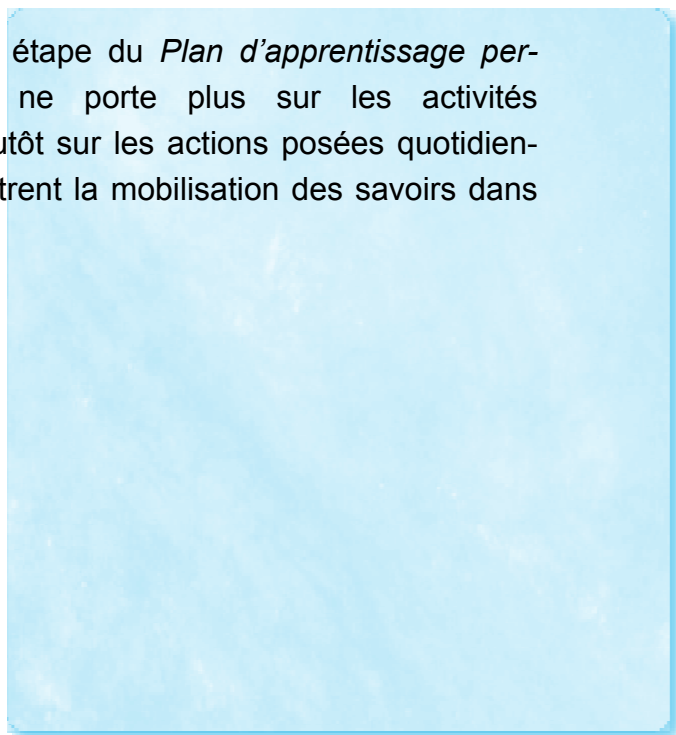 étape du Plan d’apprentissage per-
ne porte plus sur les activités
utôt sur les actions posées quotidien-
trent la mobilisation des savoirs dans